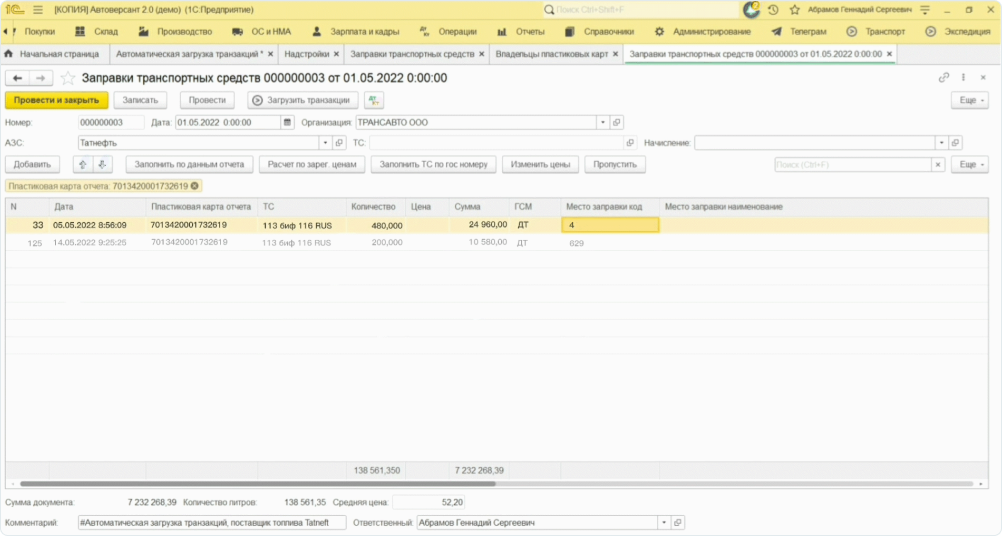 1C [КОПИЯ] Автоверсант 2.0 (демо) (1С:Предприятие) Поиск Ctrl+Shift+F Абрамов Геннадий Сергеевич
Покупки Склад Производство ОС и НМА Зарплата и кадры Операции Отчеты Справочники Администрирование Телеграм Транспорт Экспедиция
Начальная страница Автоматическая загрузка транзакций * × Надстройки × Заправки транспортных средств × Владельцы пластиковых карт × Заправки транспортных средств 000000003 от 01.05.2022 0:00:00 ×
Заправки транспортных средств 000000003 от 01.05.2022 0:00:00
Провести и закрыть Записать Провести Загрузить транзакции Еще
Номер: 000000003 Дата: 01.05.2022 0:00:00 Организация: ТРАНСАВТО ООО
АЗС: Татнефть ТС: Начисление:
Добавить Заполнить по данным отчета Расчет по зарег. ценам Заполнить ТС по гос номеру Изменить цены Пропустить Поиск (Ctrl+F) × Еще
Пластиковая карта отчета: 7013420001732619
N Дата Пластиковая карта отчета ТС Количество Цена Сумма ГСМ Место заправки код Место заправки наименование
33 05.05.2022 8:56:09 7013420001732619 113 биф 116 RUS 480,000 24 960,00 ДТ 4
125 14.05.2022 9:25:25 7013420001732619 113 биф 116 RUS 200,000 10 580,00 ДТ 629
138 561,350 7 232 268,39
Сумма документа: 7 232 268,39 Количество литров: 138 561,35 Средняя цена: 52,20
Комментарий: #Автоматическая загрузка транзакций, поставщик топлива Tatneft Ответственный: Абрамов Геннадий Сергеевич